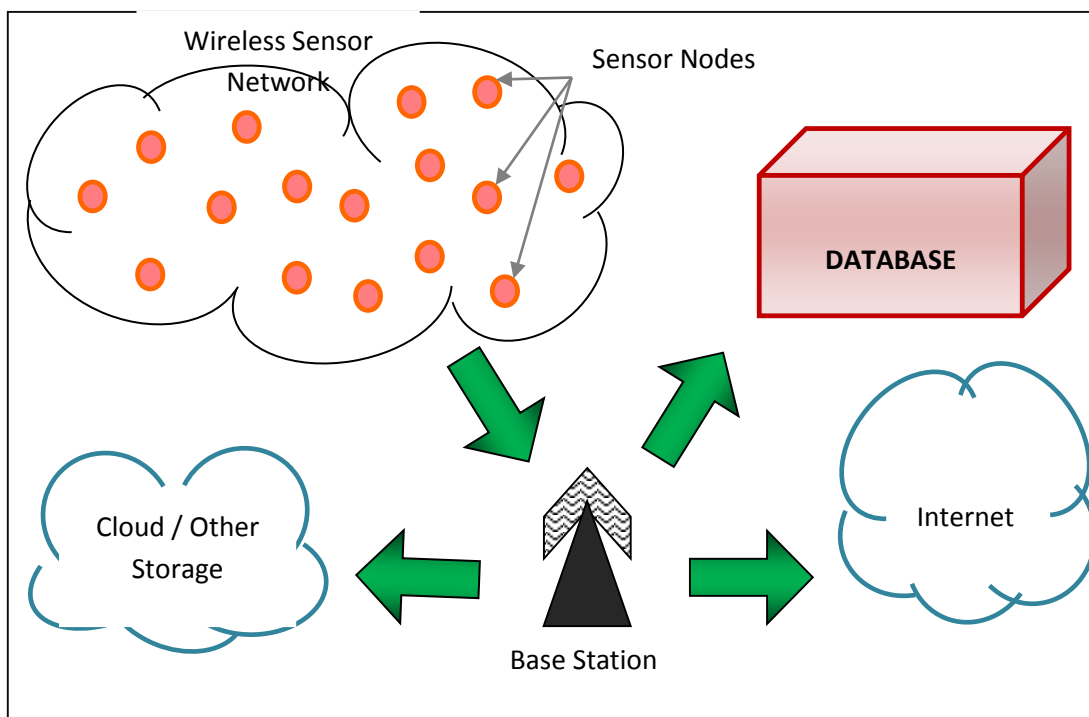 Wireless Sensor
Network
Sensor Nodes
DATABASE
Cloud / Other
Storage
Internet
Base Station